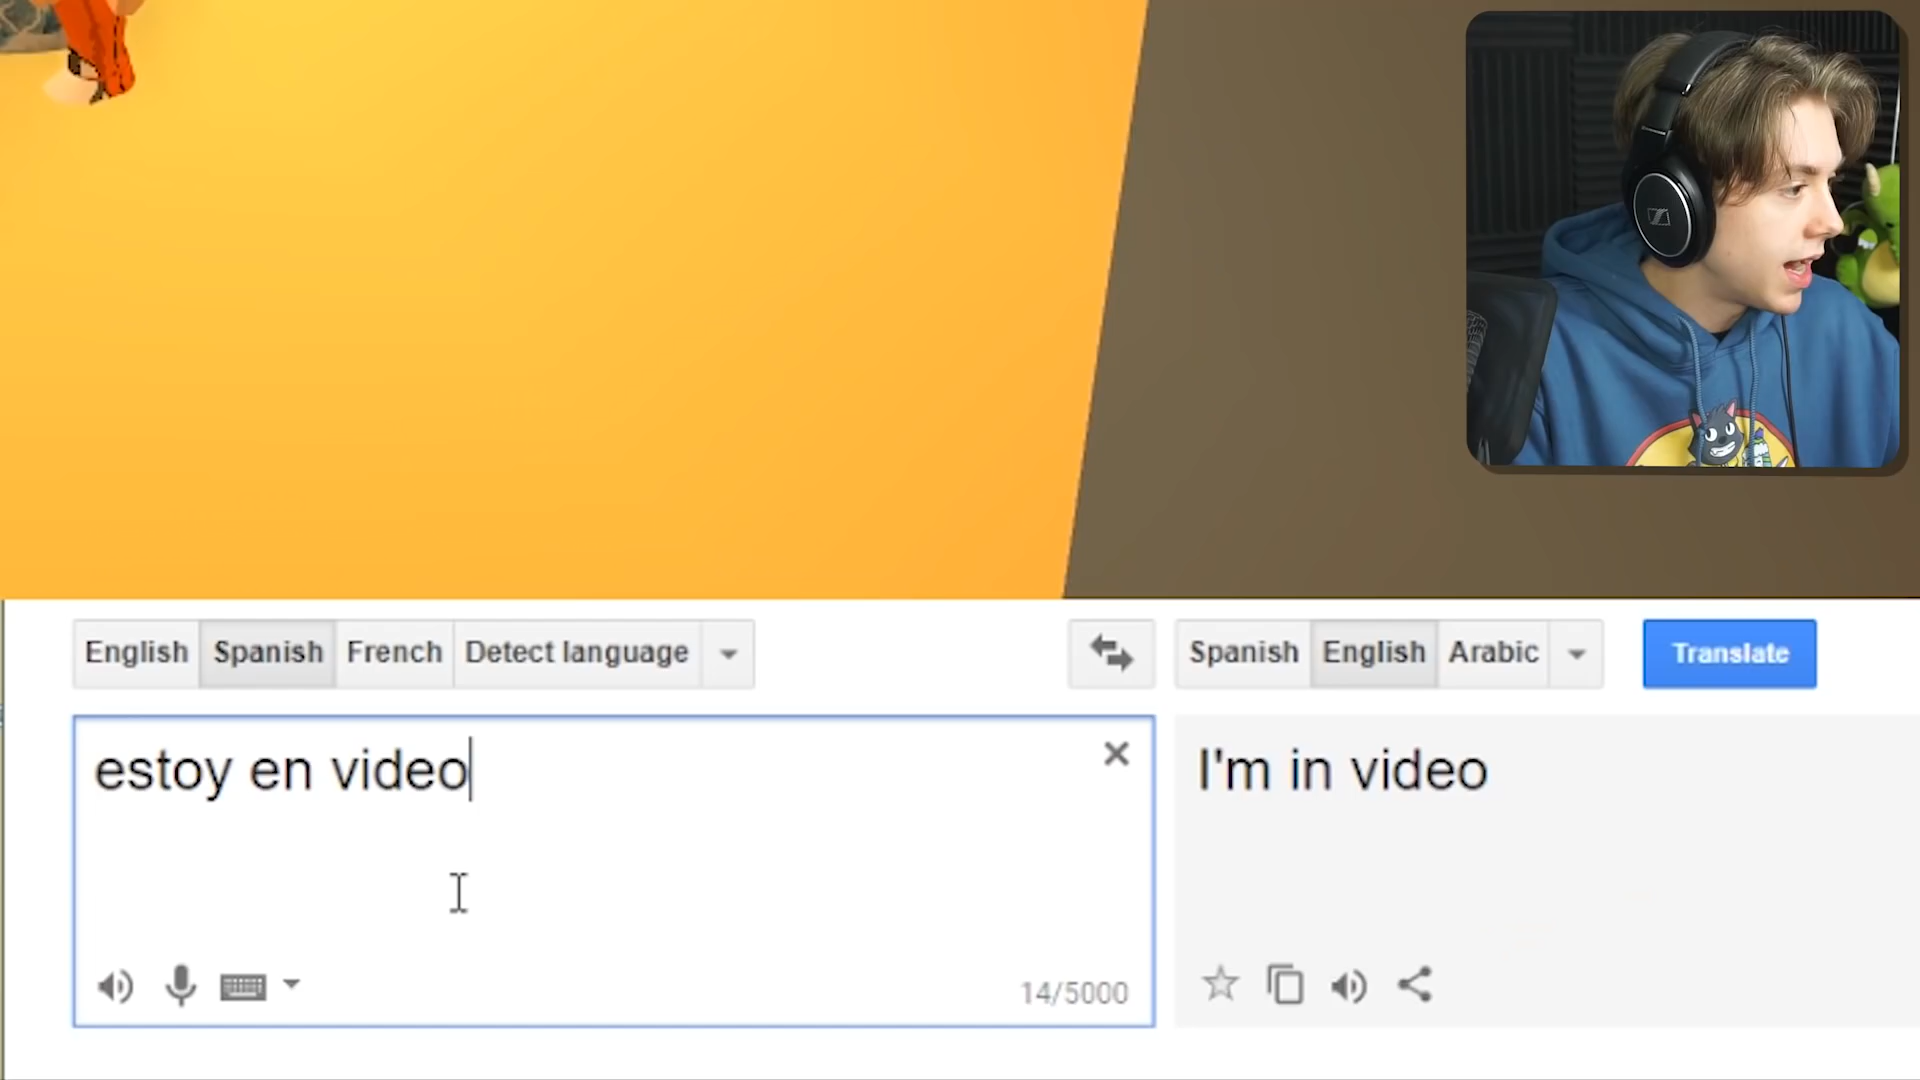 English Spanish French Detect language
Spanish English Arabic
Translate
estoy en video
I'm in video
14/5000